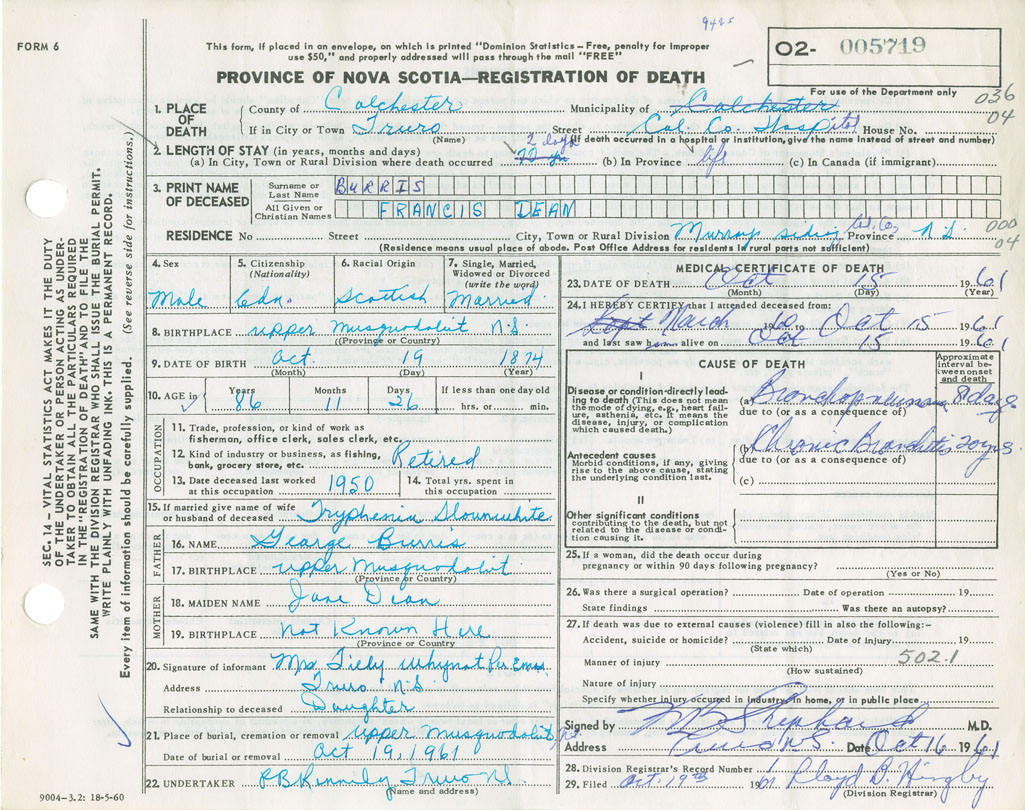 9425
FORM 6
This form, if placed in an envelope, on which is printed "Dominion Statistics – Free, penalty for improper
use $50," and properly addressed will pass through the mail "FREE"
O2- 005719
PROVINCE OF NOVA SCOTIA—REGISTRATION OF DEATH
For use of the Department only
036
04
1. PLACE OF DEATH County of Colchester Municipality of Colchester
If in City or Town Truro Street Col. Co. Hospital House No.
(Name) (If death occurred in a hospital or institution, give the name instead of street and number)
2. LENGTH OF STAY (in years, months and days) 2 days
(a) In City, Town or Rural Division where death occurred (b) In Province life (c) In Canada (if immigrant)
3. PRINT NAME OF DECEASED
Surname or Last Name BURRIS
All Given or Christian Names FRANCIS DEAN
RESIDENCE No Street City, Town or Rural Division Murray siding Col. Co. Province N.S.
000
04
(Residence means usual place of abode. Post Office Address for residents in rural parts not sufficient)
4. Sex Male
5. Citizenship (Nationality) Cdn.
6. Racial Origin Scottish
7. Single, Married, Widowed or Divorced (write the word) Married
8. BIRTHPLACE upper Musquodoboit N.S.
(Province or Country)
9. DATE OF BIRTH Oct. 19 1874
(Month) (Day) (Year)
10. AGE in Years 86 Months 11 Days 26 If less than one day old
hrs. or min.
OCCUPATION
11. Trade, profession, or kind of work as
fisherman, office clerk, sales clerk, etc.
12. Kind of industry or business, as fishing,
bank, grocery store, etc. Retired
13. Date deceased last worked at this occupation 1950
14. Total yrs. spent in this occupation
15. If married give name of wife
or husband of deceased Tryphenia Slaunwhite
FATHER
16. NAME George Burris
17. BIRTHPLACE upper Musquodoboit
(Province or Country)
MOTHER
18. MAIDEN NAME Jane Dean
19. BIRTHPLACE not Known Here
(Province or Country)
20. Signature of informant Mrs Whynot Per
Address Truro N.S.
Relationship to deceased Daughter
21. Place of burial, cremation or removal upper Musquodoboit
Date of burial or removal Oct 19, 1961
22. UNDERTAKER Truro N.S.
(Name and address)
9004–3.2: 18-5-60
MEDICAL CERTIFICATE OF DEATH
23. DATE OF DEATH Oct 15 1961
(Month) (Day) (Year)
24. I HEREBY CERTIFY that I attended deceased from:
Sept March 1960 to Oct 15 1961
and last saw alive on Oct 15 1961
CAUSE OF DEATH
Approximate interval between onset and death
I
Disease or condition directly leading to death (This does not mean the mode of dying, e.g., heart failure, asthenia, etc. It means the disease, injury, or complication which caused death.)
(a) Bronchopneumonia 8 days
due to (or as a consequence of)
Antecedent causes
Morbid conditions, if any, giving rise to the above cause, stating the underlying condition last.
(b) Chronic Bronchitis 20 yrs
due to (or as a consequence of)
(c)
II
Other significant conditions
contributing to the death, but not related to the disease or condition causing it.
25. If a woman, did the death occur during
pregnancy or within 90 days following pregnancy?
(Yes or No)
26. Was there a surgical operation? Date of operation 19
State findings Was there an autopsy?
27. If death was due to external causes (violence) fill in also the following:–
Accident, suicide or homicide? Date of injury 19
(State which)
Manner of injury 502.1
(How sustained)
Nature of injury
Specify whether injury occurred in Industry, in home, or in public place
Signed by M.D.
Address Truro N.S. Date Oct 16 1961
28. Division Registrar's Record Number
29. Filed Oct. 19th 1961 Lloyd
(Division Registrar)
SEC. 14 – VITAL STATISTICS ACT MAKES IT THE DUTY
OF THE UNDERTAKER OR PERSON ACTING AS UNDER-
TAKER TO OBTAIN ALL THE PARTICULARS REQUIRED
IN THE "REGISTRATION OF DEATH" AND TO FILE THE
SAME WITH THE DIVISION REGISTRAR WHO SHALL ISSUE THE BURIAL PERMIT.
WRITE PLAINLY WITH UNFADING INK. THIS IS A PERMANENT RECORD.
Every item of information should be carefully supplied. (See reverse side for instructions.)